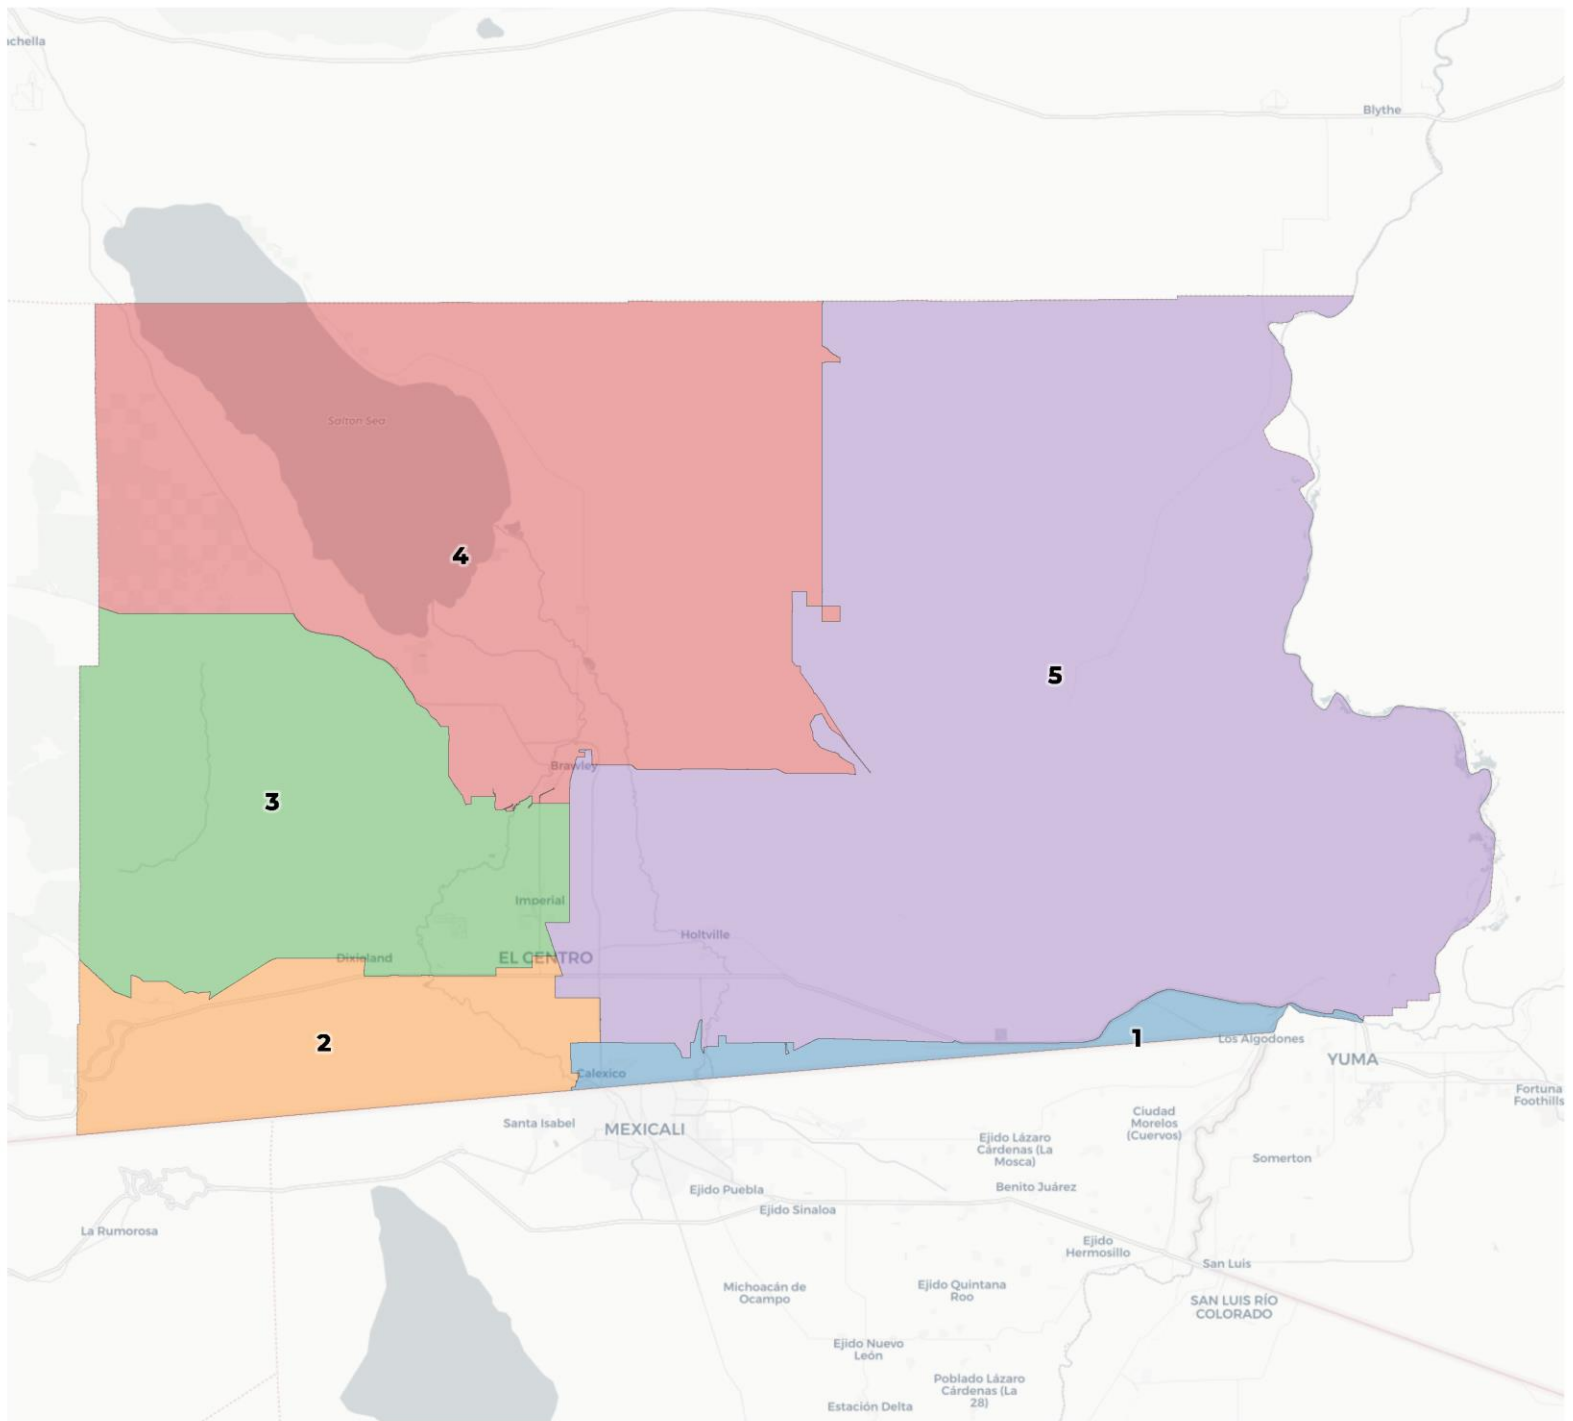 achella
Blythe
Salton Sea
4
5
Brawley
3
Imperial
Holtville
Dixieland
EL CENTRO
2
1
Los Algodones
YUMA
Calexico
Fortuna
Foothills
Santa Isabel
MEXICALI
Ciudad
Morelos
(Cuervos)
Ejido Lázaro
Cárdenas (La
Mosca)
Somerton
Ejido Puebla
Benito Juárez
Ejido Sinaloa
La Rumorosa
Ejido
Hermosillo
San Luis
Michoacán de
Ocampo
Ejido Quintana
Roo
SAN LUIS RÍO
COLORADO
Ejido Nuevo
León
Poblado Lázaro
Cárdenas (La
28)
Estación Delta